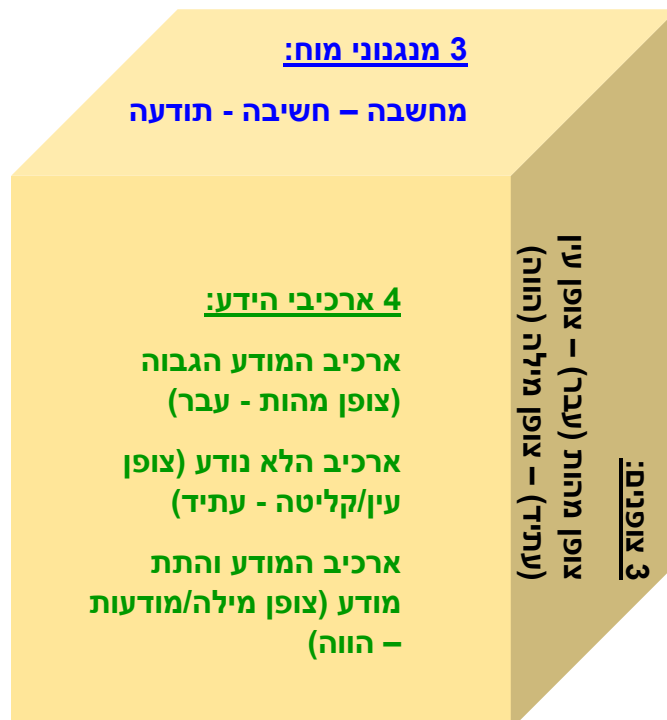 3 מנגנוני מוח:
מחשבה – חשיבה - תודעה
4 ארכיבי הידע:
ארכיב המודע הגבוה
(צופן מהות - עבר)
ארכיב הלא נודע (צופן
עין/קליטה - עתיד)
ארכיב המודע והתת
מודע (צופן מילה/מודעות
– הווה)
3 צופנים:
צופן מהות (עבר) – צופן עין
(עתיד) – צופן מילה (הווה)